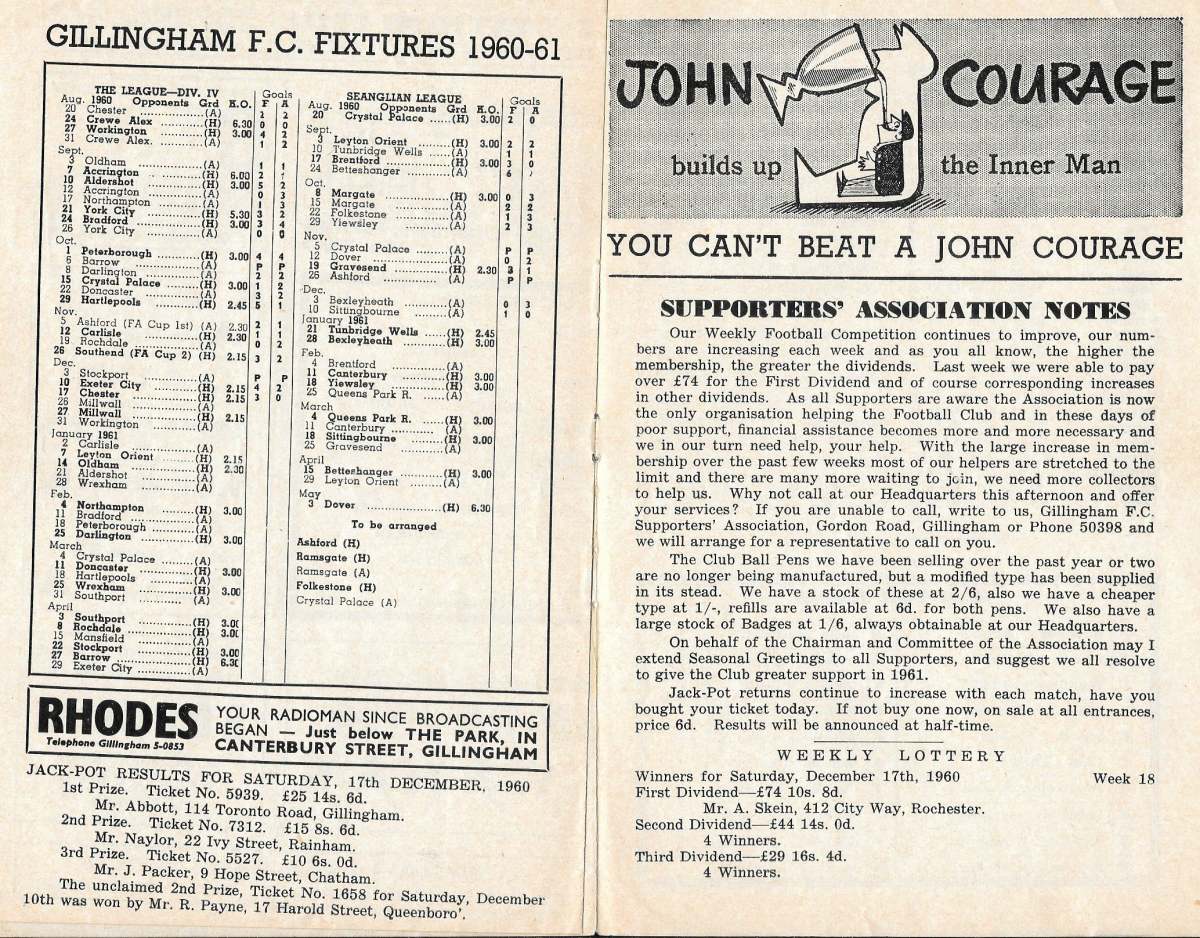 GILLINGHAM F.C. FIXTURES 1960-61
THE LEAGUE—DIV. IV Goals
Aug. 1960 Opponents Grd K.O. F A
20 Chester ............(A) 2 2
24 Crewe Alex ............(H) 6.30 0 0
27 Workington ............(H) 3.00 4 2
31 Crewe Alex. ............(A) 1 2
Sept.
3 Oldham ............(A) 1 1
7 Accrington ............(H) 6.00 2
10 Aldershot ............(H) 3.00 5 2
12 Accrington ............(A) 0 3
17 Northampton ............(A) 1 3
21 York City ............(H) 5.30 3 2
24 Bradford ............(H) 3.00 3 4
26 York City ............(A) 0 0
Oct.
1 Peterborough ............(H) 3.00 4 4
6 Barrow ............(A) P P
8 Darlington ............(A) 2 2
15 Crystal Palace ............(H) 3.00 1 2
22 Doncaster ............(A) 3 2
29 Hartlepools ............(H) 2.45 5 1
Nov.
5 Ashford (FA Cup 1st) (A) 2.30 2 1
12 Carlisle ............(H) 2.30 1 1
19 Rochdale ............(A) 0 2
26 Southend (FA Cup 2) (H) 2.15 3 2
Dec.
3 Stockport ............(A) P P
10 Exeter City ............(H) 2.15 4 2
17 Chester ............(H) 2.15 3 0
26 Millwall ............(A)
27 Millwall ............(H) 2.15
31 Workington ............(A)
January 1961
2 Carlisle ............(A)
7 Leyton Orient ............(H) 2.15
14 Oldham ............(H) 2.30
21 Aldershot ............(A)
28 Wrexham ............(A)
Feb.
4 Northampton ............(H) 3.00
11 Bradford ............(A)
18 Peterborough ............(A)
25 Darlington ............(H) 3.00
March
4 Crystal Palace ............(A)
11 Doncaster ............(H) 3.00
18 Hartlepools ............(A)
25 Wrexham ............(H) 3.00
31 Southport ............(A)
April
3 Southport ............(H) 3.00
8 Rochdale ............(H) 3.00
15 Mansfield ............(A)
22 Stockport ............(H) 3.00
27 Barrow ............(H) 6.30
29 Exeter City ............(A)
SEANGLIAN LEAGUE Goals
Aug. 1960 Opponents Grd K.O. F A
20 Crystal Palace .....(H) 3.00 2 0
Sept.
3 Leyton Orient ......(H) 3.00 2 2
10 Tunbridge Wells .....(A) 1 1
17 Brentford ............(H) 3.00 3 0
24 Betteshanger ............(A) 6
Oct.
8 Margate ............(H) 3.00 0 3
15 Margate ............(A) 2 2
22 Folkestone ............(A) 1 3
29 Yiewsley ............(A) 2 3
Nov.
5 Crystal Palace ......(A) P P
12 Dover ............(A) 0 2
19 Gravesend ............(H) 2.30 3 1
26 Ashford ............(A) P P
Dec.
3 Bexleyheath ............(A) 0 3
10 Sittingbourne ............(A) 1 0
January 1961
21 Tunbridge Wells .....(H) 2.45
28 Bexleyheath ............(H) 3.00
Feb.
4 Brentford ............(A)
11 Canterbury ............(H) 3.00
18 Yiewsley ............(H) 3.00
25 Queens Park R. .....(A)
March
4 Queens Park R. ......(H) 3.00
11 Canterbury ............(A)
18 Sittingbourne ............(H) 3.00
25 Gravesend ............(A)
April
15 Betteshanger ............(H) 3.00
29 Leyton Orient ............(A)
May
3 Dover ............(H) 6.30
To be arranged
Ashford (H)
Ramsgate (H)
Ramsgate (A)
Folkestone (H)
Crystal Palace (A)
RHODES
Telephone Gillingham 5-0853
YOUR RADIOMAN SINCE BROADCASTING
BEGAN — Just below THE PARK, IN
CANTERBURY STREET, GILLINGHAM
JACK-POT RESULTS FOR SATURDAY, 17th DECEMBER, 1960
1st Prize. Ticket No. 5939. £25 14s. 6d.
Mr. Abbott, 114 Toronto Road, Gillingham.
2nd Prize. Ticket No. 7312. £15 8s. 6d.
Mr. Naylor, 22 Ivy Street, Rainham.
3rd Prize. Ticket No. 5527. £10 6s. 0d.
Mr. J. Packer, 9 Hope Street, Chatham.
The unclaimed 2nd Prize, Ticket No. 1658 for Saturday, December
10th was won by Mr. R. Payne, 17 Harold Street, Queenboro'.
JOHN COURAGE
builds up the Inner Man
YOU CAN'T BEAT A JOHN COURAGE
SUPPORTERS' ASSOCIATION NOTES
Our Weekly Football Competition continues to improve, our num-
bers are increasing each week and as you all know, the higher the
membership, the greater the dividends. Last week we were able to pay
over £74 for the First Dividend and of course corresponding increases
in other dividends. As all Supporters are aware the Association is now
the only organisation helping the Football Club and in these days of
poor support, financial assistance becomes more and more necessary and
we in our turn need help, your help. With the large increase in mem-
bership over the past few weeks most of our helpers are stretched to the
limit and there are many more waiting to join, we need more collectors
to help us. Why not call at our Headquarters this afternoon and offer
your services? If you are unable to call, write to us, Gillingham F.C.
Supporters' Association, Gordon Road, Gillingham or Phone 50398 and
we will arrange for a representative to call on you.
The Club Ball Pens we have been selling over the past year or two
are no longer being manufactured, but a modified type has been supplied
in its stead. We have a stock of these at 2/6, also we have a cheaper
type at 1/-, refills are available at 6d. for both pens. We also have a
large stock of Badges at 1/6, always obtainable at our Headquarters.
On behalf of the Chairman and Committee of the Association may I
extend Seasonal Greetings to all Supporters, and suggest we all resolve
to give the Club greater support in 1961.
Jack-Pot returns continue to increase with each match, have you
bought your ticket today. If not buy one now, on sale at all entrances,
price 6d. Results will be announced at half-time.
WEEKLY LOTTERY
Winners for Saturday, December 17th, 1960 Week 18
First Dividend—£74 10s. 8d.
Mr. A. Skein, 412 City Way, Rochester.
Second Dividend—£44 14s. 0d.
4 Winners.
Third Dividend—£29 16s. 4d.
4 Winners.